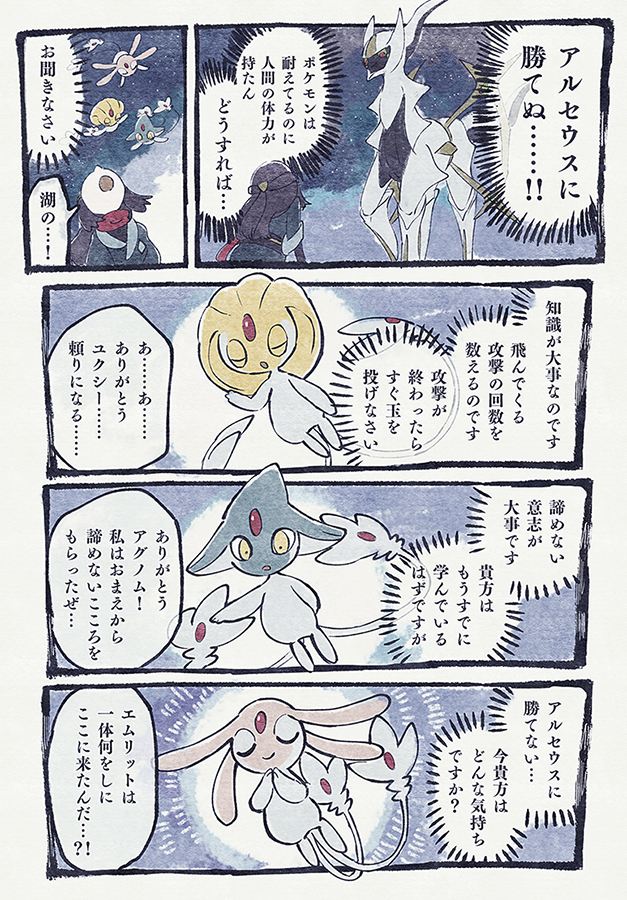 アルセウスに
勝てぬ……!!
ポケモンは
耐えてるのに
人間の体力が
持たん
どうすれば…
お聞きなさい
湖の…!
知識が大事なのです
飛んでくる
攻撃の回数を
数えるのです
攻撃が
終わったら
すぐ玉を
投げなさい
あ……あ……
ありがとう
ユクシー……
頼りになる……
諦めない
意志が
大事です
貴方は
もうすでに
学んでいる
はずですが
ありがとう
アグノム!
私はおまえから
諦めないこころを
もらったぜ…
アルセウスに
勝てない…
今貴方は
どんな気持ち
ですか?
エムリットは
一体何をしに
ここに来たんだ…?!